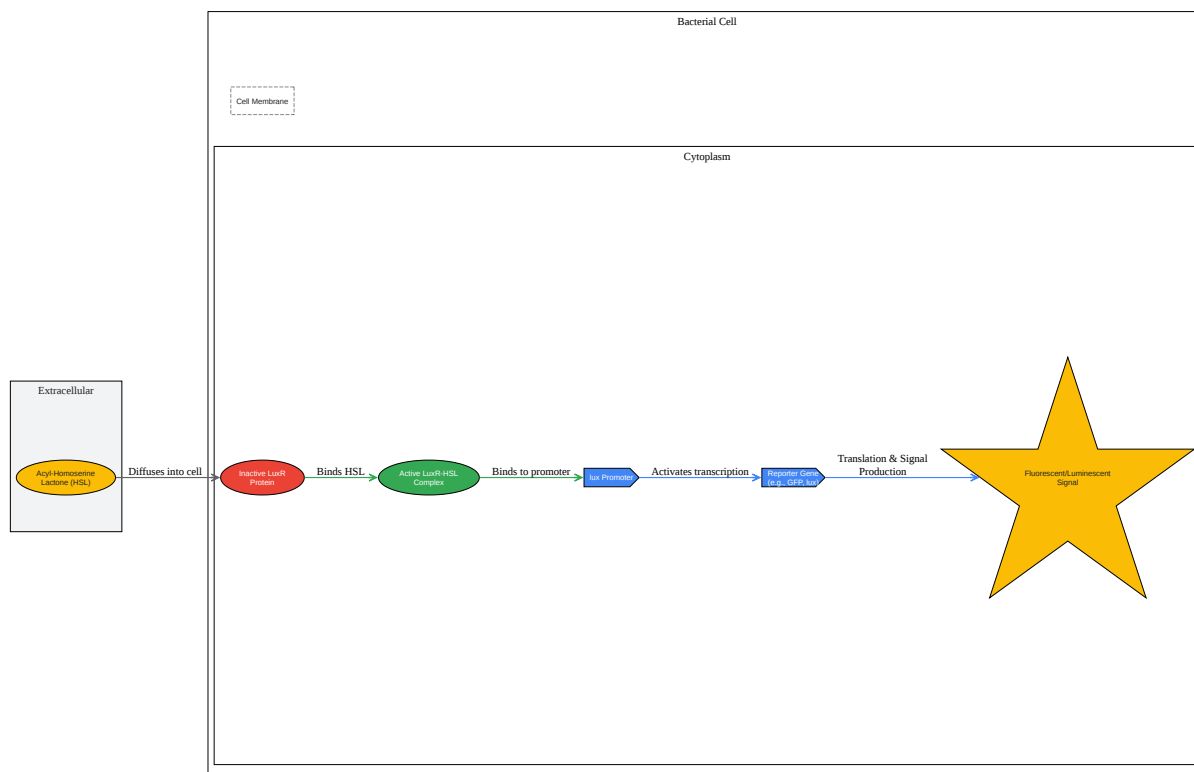 Bacterial Cell
Cell Membrane
Cytoplasm
Extracellular
Acyl-Homoserine
Lactone (HSL)
Diffuses into cell
Inactive LuxR
Protein
Binds HSL
Active LuxR-HSL
Complex
Binds to promoter
lux Promoter
Activates transcription
Reporter Gene
(e.g., GFP, lux)
Translation & Signal
Production
Fluorescent/Luminescent
Signal